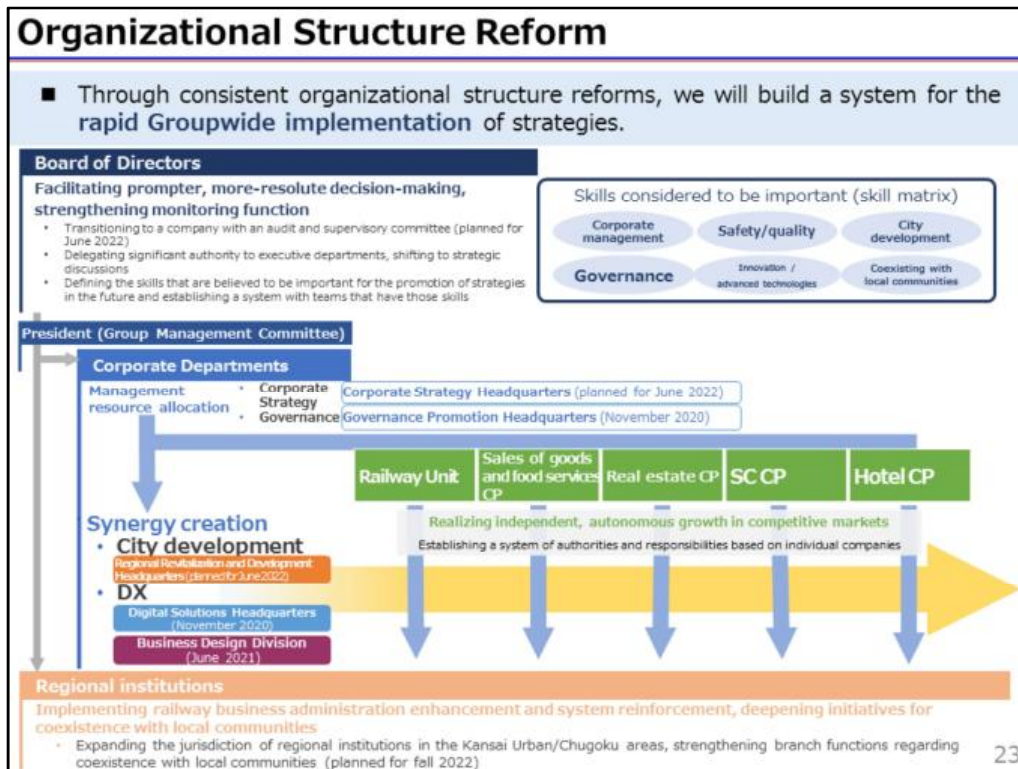 Organizational Structure Reform
■ Through consistent organizational structure reforms, we will build a system for the
rapid Groupwide implementation of strategies.
Board of Directors
Facilitating prompter, more-resolute decision-making,
strengthening monitoring function
• Transitioning to a company with an audit and supervisory committee (planned for
June 2022)
• Delegating significant authority to executive departments, shifting to strategic
discussions
• Defining the skills that are believed to be important for the promotion of strategies
in the future and establishing a system with teams that have those skills
Skills considered to be important (skill matrix)
Corporate
management
Safety/quality
City
development
Governance
Innovation /
advanced technologies
Coexisting with
local communities
President (Group Management Committee)
Corporate Departments
Management
resource allocation
• Corporate
Strategy
• Governance
Corporate Strategy Headquarters (planned for June 2022)
Governance Promotion Headquarters (November 2020)
Railway Unit
Sales of goods
and food services
CP
Real estate CP
SC CP
Hotel CP
Realizing independent, autonomous growth in competitive markets
Establishing a system of authorities and responsibilities based on individual companies
Synergy creation
• City development
Regional Revitalization and Development
Headquarters (planned for June 2022)
• DX
Digital Solutions Headquarters
(November 2020)
Business Design Division
(June 2021)
Regional institutions
Implementing railway business administration enhancement and system reinforcement, deepening initiatives for
coexistence with local communities
• Expanding the jurisdiction of regional institutions in the Kansai Urban/Chugoku areas, strengthening branch functions regarding
coexistence with local communities (planned for fall 2022)
23